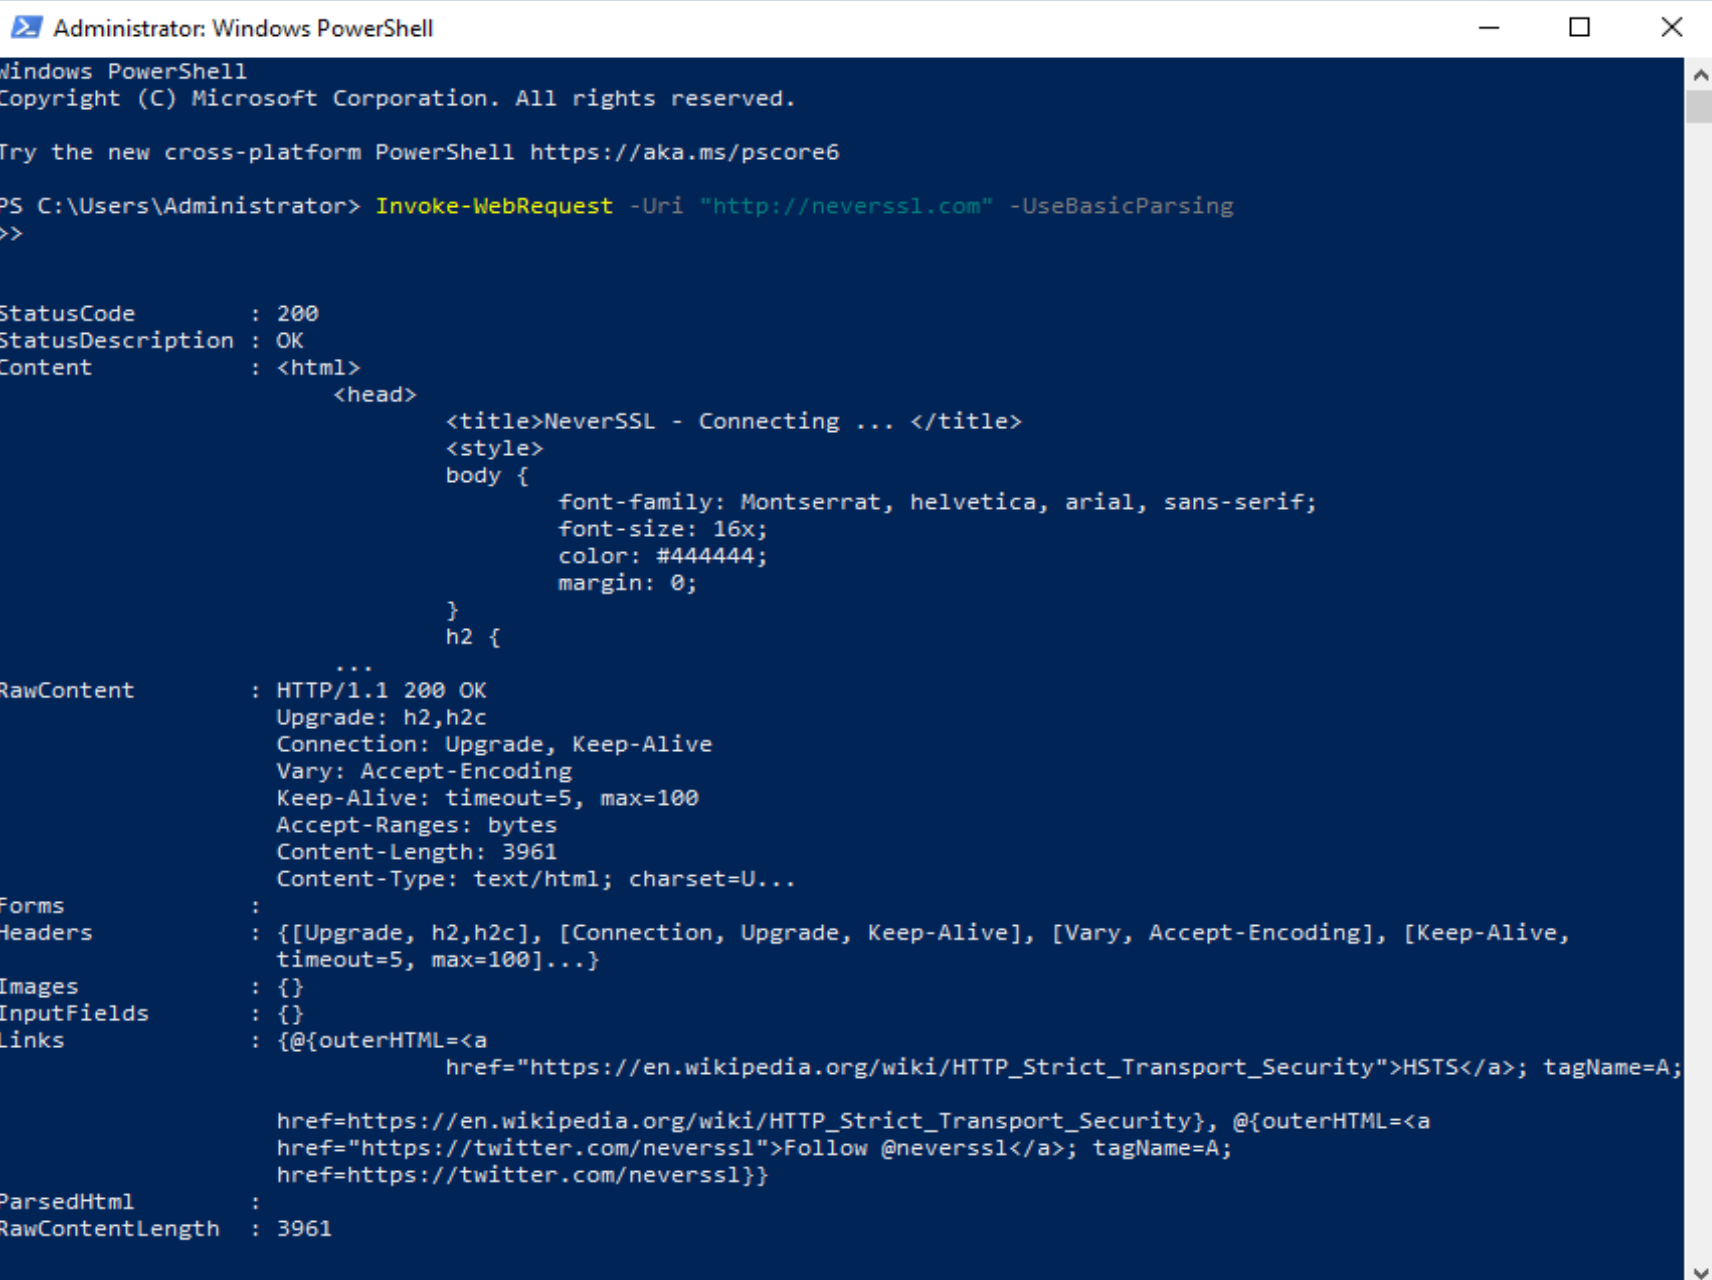 Administrator: Windows PowerShell
Windows PowerShell
Copyright (C) Microsoft Corporation. All rights reserved.
Try the new cross-platform PowerShell https://aka.ms/pscore6
PS C:\Users\Administrator> Invoke-WebRequest -Uri "http://neverssl.com" -UseBasicParsing
>>
StatusCode : 200
StatusDescription : OK
Content : <html>
<head>
<title>NeverSSL - Connecting ... </title>
<style>
body {
font-family: Montserrat, helvetica, arial, sans-serif;
font-size: 16x;
color: #444444;
margin: 0;
}
h2 {
...
RawContent : HTTP/1.1 200 OK
Upgrade: h2,h2c
Connection: Upgrade, Keep-Alive
Vary: Accept-Encoding
Keep-Alive: timeout=5, max=100
Accept-Ranges: bytes
Content-Length: 3961
Content-Type: text/html; charset=U...
Forms :
Headers : {[Upgrade, h2,h2c], [Connection, Upgrade, Keep-Alive], [Vary, Accept-Encoding], [Keep-Alive,
timeout=5, max=100]...}
Images : {}
InputFields : {}
Links : {@{outerHTML=<a
href="https://en.wikipedia.org/wiki/HTTP_Strict_Transport_Security">HSTS</a>; tagName=A;
href=https://en.wikipedia.org/wiki/HTTP_Strict_Transport_Security}, @{outerHTML=<a
href="https://twitter.com/neverssl">Follow @neverssl</a>; tagName=A;
href=https://twitter.com/neverssl}}
ParsedHtml :
RawContentLength : 3961